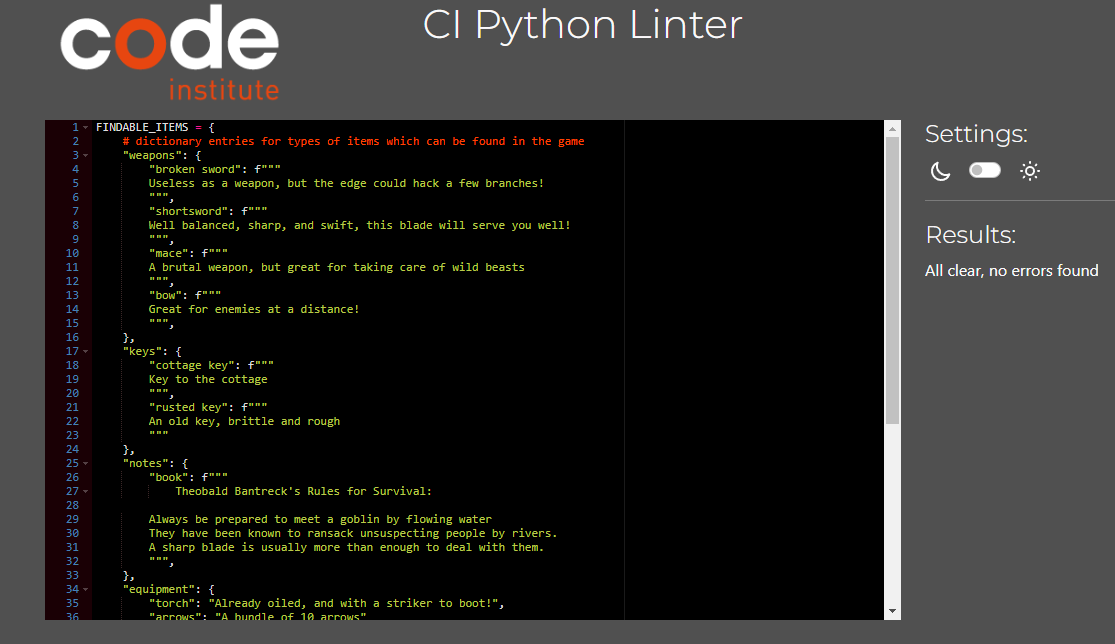 code
institute
CI Python Linter
1 FINDABLE_ITEMS = {
2 # dictionary entries for types of items which can be found in the game
3 "weapons": {
4 "broken sword": f"""
5 Useless as a weapon, but the edge could hack a few branches!
6 """,
7 "shortsword": f"""
8 Well balanced, sharp, and swift, this blade will serve you well!
9 """,
10 "mace": f"""
11 A brutal weapon, but great for taking care of wild beasts
12 """,
13 "bow": f"""
14 Great for enemies at a distance!
15 """,
16 },
17 "keys": {
18 "cottage key": f"""
19 Key to the cottage
20 """,
21 "rusted key": f"""
22 An old key, brittle and rough
23 """
24 },
25 "notes": {
26 "book": f"""
27 Theobald Bantreck's Rules for Survival:
28
29 Always be prepared to meet a goblin by flowing water
30 They have been known to ransack unsuspecting people by rivers.
31 A sharp blade is usually more than enough to deal with them.
32 """,
33 },
34 "equipment": {
35 "torch": "Already oiled, and with a striker to boot!",
36 "arrows": "A bundle of 10 arrows"
Settings:
Results:
All clear, no errors found